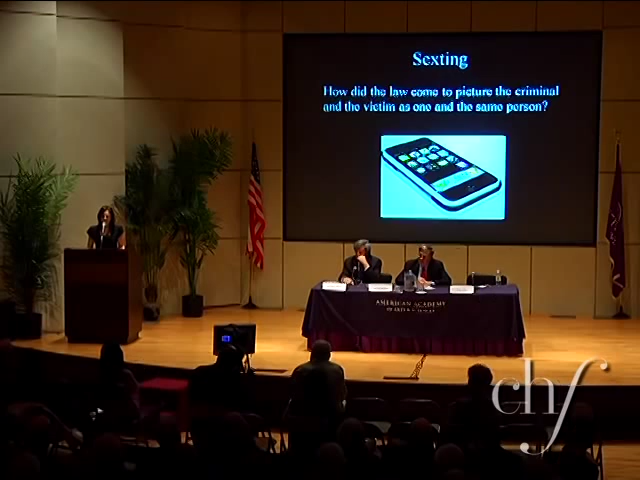 Sexting
How did the law come to picture the criminal
and the victim as one and the same person?
AMERICAN ACADEMY
chf